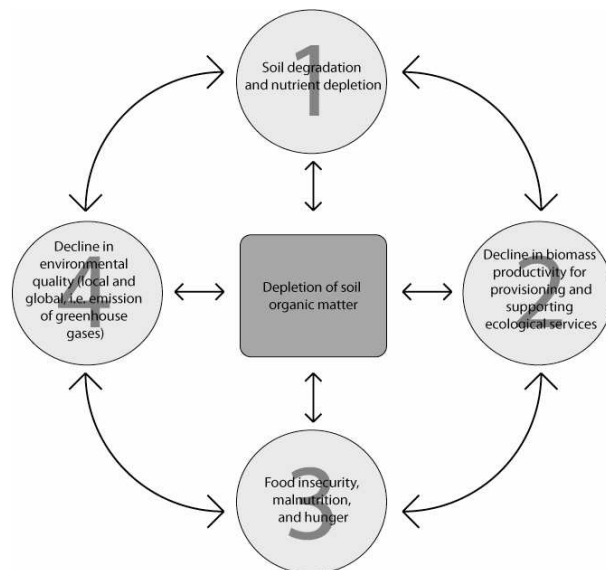 1
Soil degradation
and nutrient depletion
2
Decline in biomass
productivity for
provisioning and
supporting
ecological services
3
Food insecurity,
malnutrition,
and hunger
4
Decline in
environmental
quality (local and
global, i.e. emission
of greenhouse
gases)
Depletion of soil
organic matter